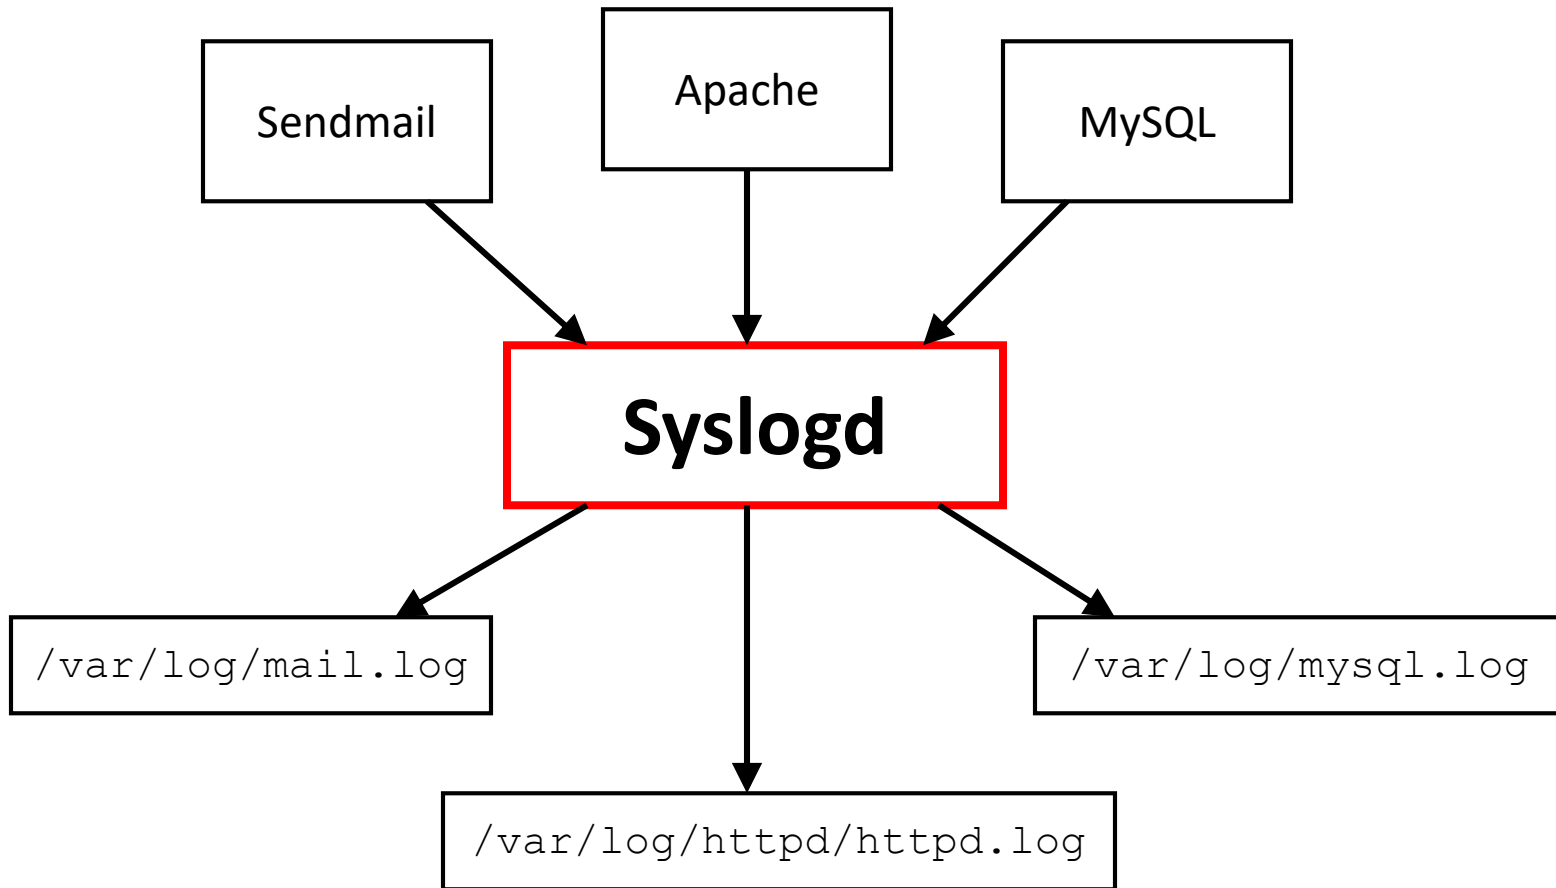 Sendmail
Apache
MySQL
Syslogd
/var/log/mail.log
/var/log/mysql.log
/var/log/httpd/httpd.log